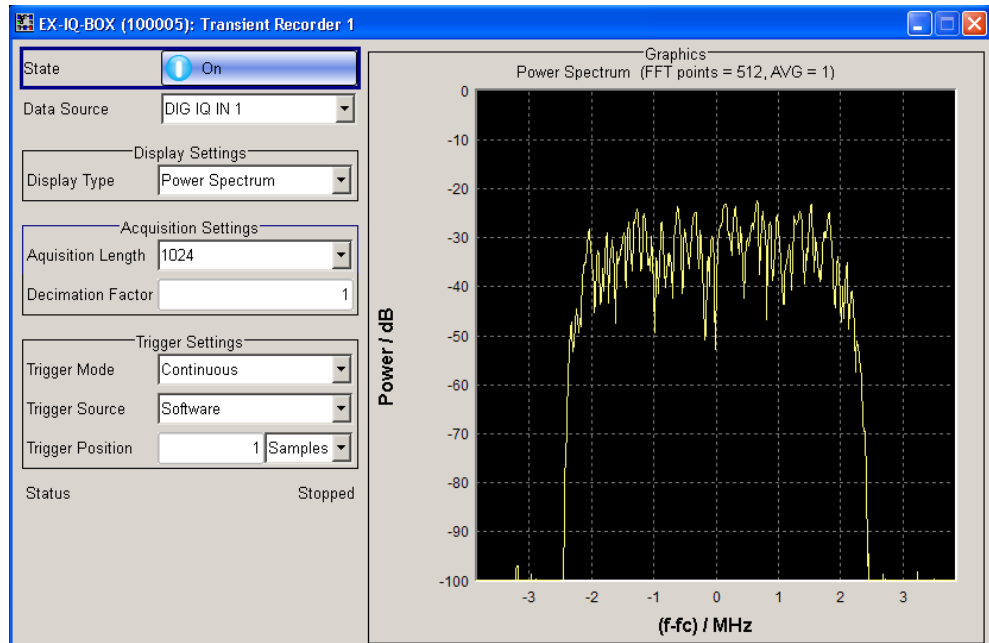 EX-IQ-BOX (100005): Transient Recorder 1
State On
Data Source DIG IQ IN 1
Display Settings
Display Type Power Spectrum
Acquisition Settings
Aquisition Length 1024
Decimation Factor 1
Trigger Settings
Trigger Mode Continuous
Trigger Source Software
Trigger Position 1 Samples
Status Stopped
Graphics
Power Spectrum (FFT points = 512, AVG = 1)
Power / dB
0
-10
-20
-30
-40
-50
-60
-70
-80
-90
-100
-3 -2 -1 0 1 2 3
(f-fc) / MHz